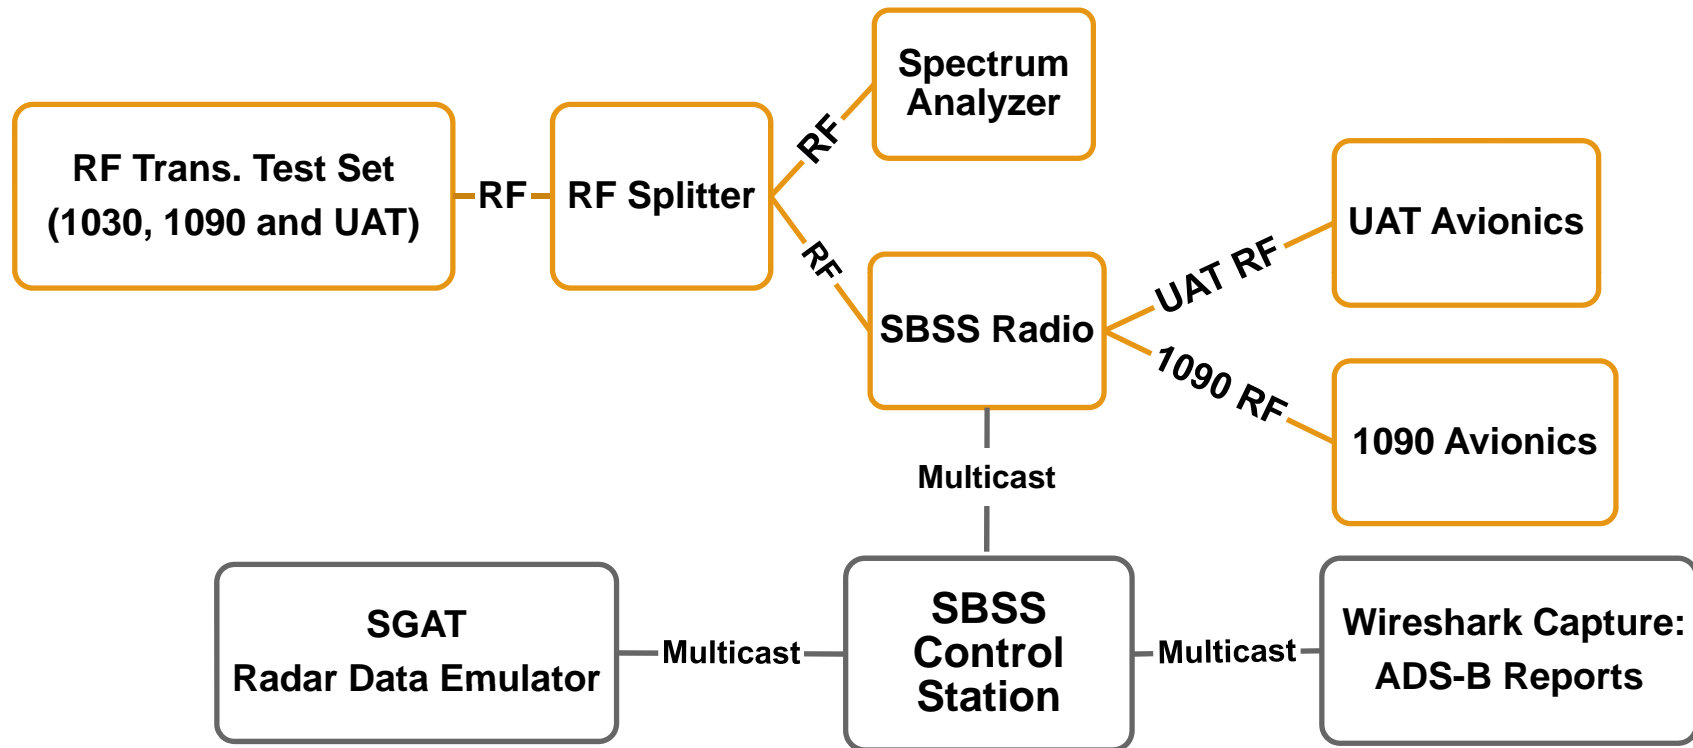 Spectrum
Analyzer
RF Trans. Test Set
(1030, 1090 and UAT)
RF
RF Splitter
RF
RF
SBSS Radio
UAT RF
UAT Avionics
1090 RF
1090 Avionics
Multicast
SGAT
Radar Data Emulator
Multicast
SBSS
Control
Station
Multicast
Wireshark Capture:
ADS-B Reports